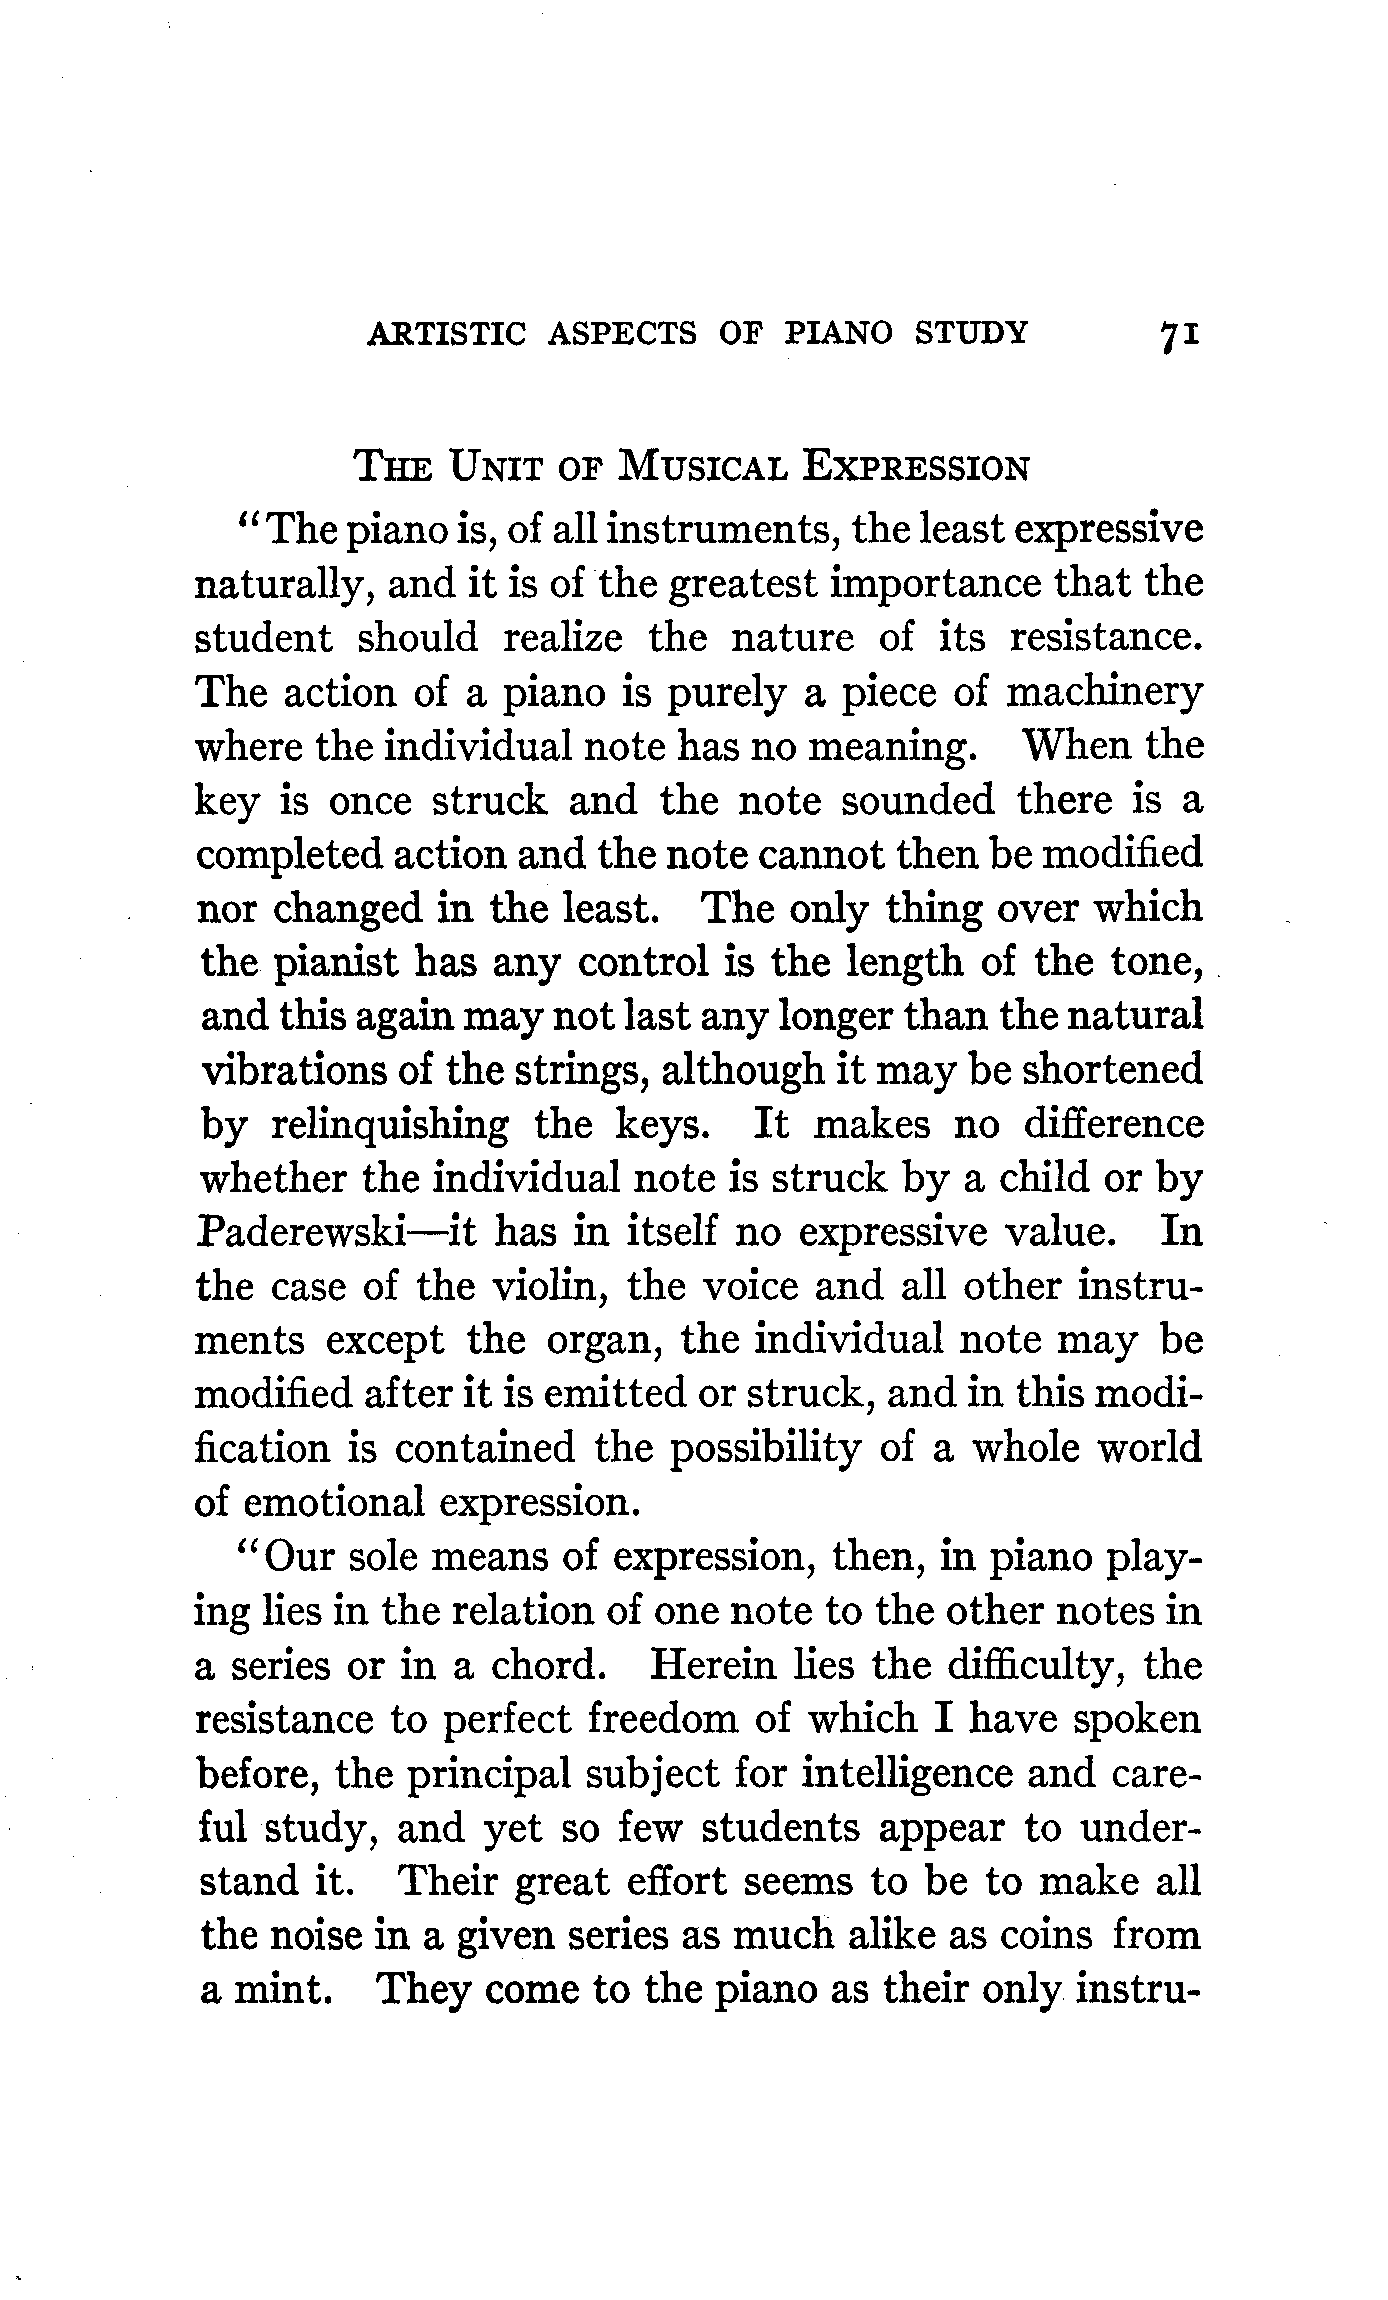 ARTISTIC ASPECTS OF PIANO STUDY 71
THE UNIT OF MUSICAL EXPRESSION
“The piano is, of all instruments, the least expressive
naturally, and it is of the greatest importance that the
student should realize the nature of its resistance.
The action of a piano is purely a piece of machinery
where the individual note has no meaning. When the
key is once struck and the note sounded there is a
completed action and the note cannot then be modified
nor changed in the least. The only thing over which
the pianist has any control is the length of the tone,
and this again may not last any longer than the natural
vibrations of the strings, although it may be shortened
by relinquishing the keys. It makes no difference
whether the individual note is struck by a child or by
Paderewski—it has in itself no expressive value. In
the case of the violin, the voice and all other instru-
ments except the organ, the individual note may be
modified after it is emitted or struck, and in this modi-
fication is contained the possibility of a whole world
of emotional expression.
“Our sole means of expression, then, in piano play-
ing lies in the relation of one note to the other notes in
a series or in a chord. Herein lies the difficulty, the
resistance to perfect freedom of which I have spoken
before, the principal subject for intelligence and care-
ful study, and yet so few students appear to under-
stand it. Their great effort seems to be to make all
the noise in a given series as much alike as coins from
a mint. They come to the piano as their only instru-